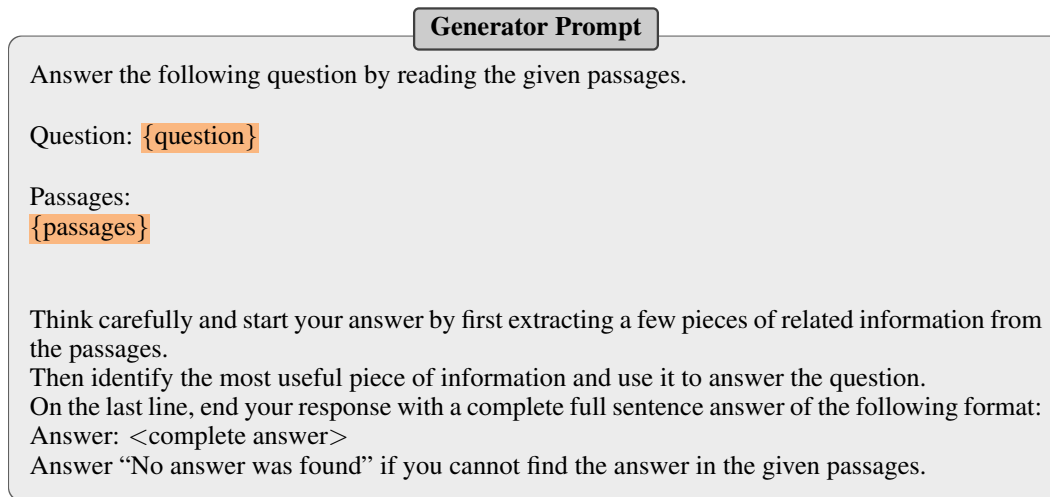 Generator Prompt
Answer the following question by reading the given passages.
Question: {question}
Passages:
{passages}
Think carefully and start your answer by first extracting a few pieces of related information from
the passages.
Then identify the most useful piece of information and use it to answer the question.
On the last line, end your response with a complete full sentence answer of the following format:
Answer: <complete answer>
Answer “No answer was found” if you cannot find the answer in the given passages.